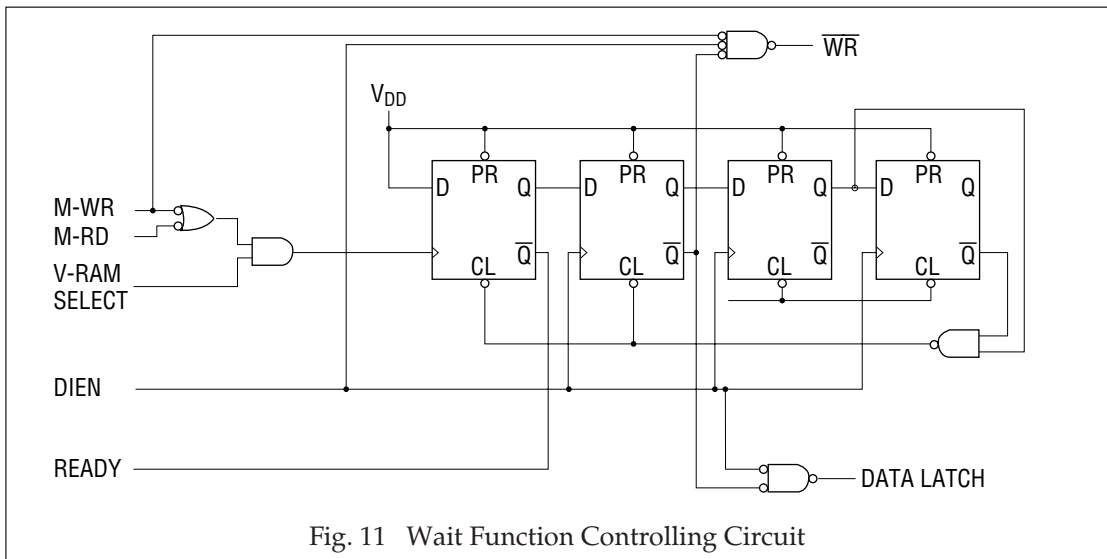 WR
VDD
PR PR PR PR
D Q D Q D Q D Q
M-WR
M-RD
Q Q Q Q
CL CL CL CL
V-RAM
SELECT
DIEN
READY
DATA LATCH
Fig. 11 Wait Function Controlling Circuit